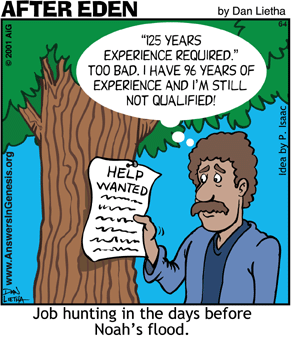 AFTER EDEN
by Dan Lietha
© 2001 AIG
64
"125 YEARS
EXPERIENCE REQUIRED."
TOO BAD. I HAVE 96 YEARS OF
EXPERIENCE AND I'M STILL
NOT QUALIFIED!
Idea by P. Isaac
HELP
WANTED
www.AnswersInGenesis.org
DAN
LIETHA
Job hunting in the days before
Noah's flood.